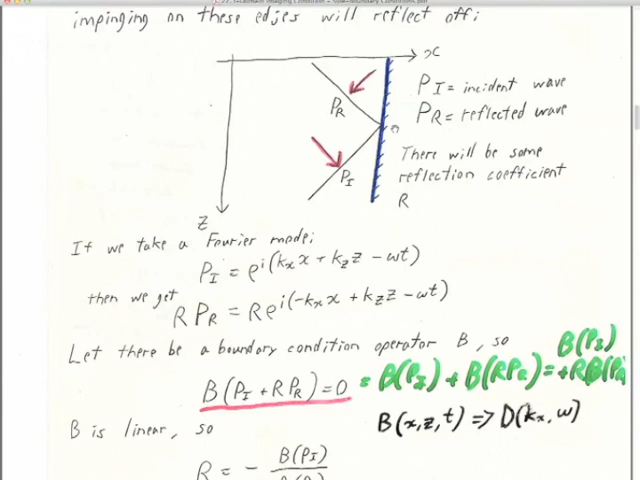 impinging on these edges will reflect off:
x
P_I = incident wave
P_R
P_R = reflected wave
There will be some
P_I
reflection coefficient
R
Z
If we take a Fourier mode:
P_I = e^i(k_x x + k_z z - ωt)
then we get
R P_R = R e^i(-k_x x + k_z z - ωt)
Let there be a boundary condition operator B, so
B(P_I + R P_R) = 0 = B(P_I) + B(R P_R) = B(P_I) + R B(P_R
B(x, z, t) => D(k_x, ω)
B is linear, so
R = - B(P_I)